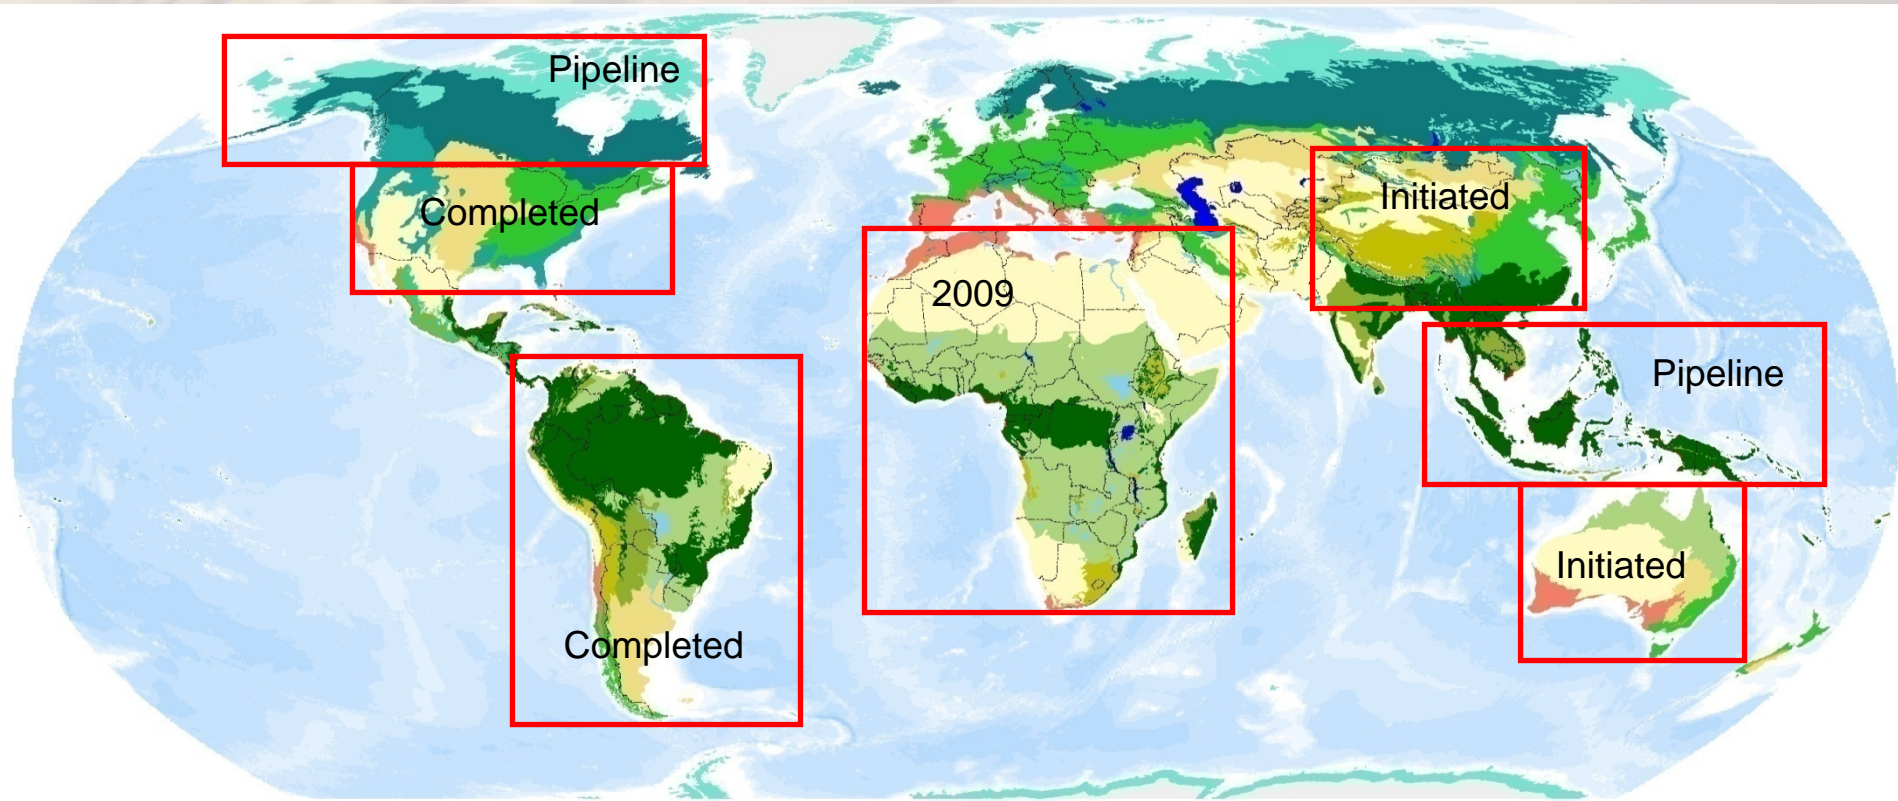 Pipeline
Completed
Initiated
2009
Pipeline
Initiated
Completed